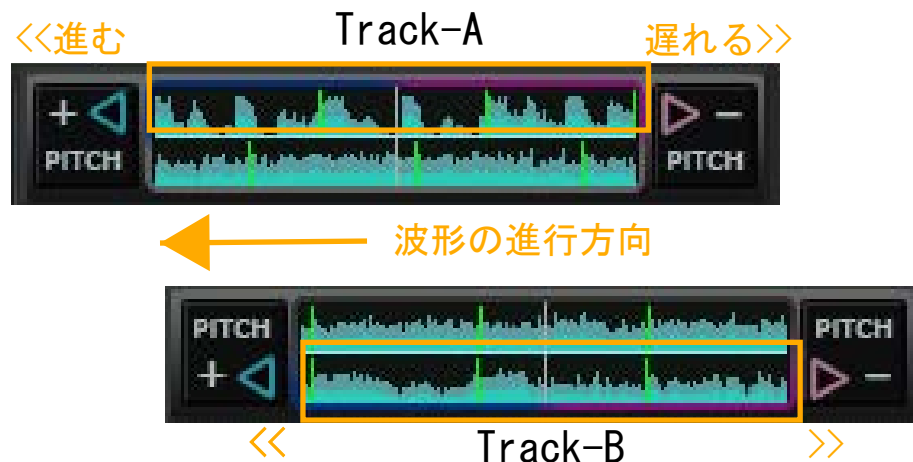 Track-A
<<進む
遅れる>>
+
PITCH
-
PITCH
波形の進行方向
PITCH
+
PITCH
-
<<
Track-B
>>